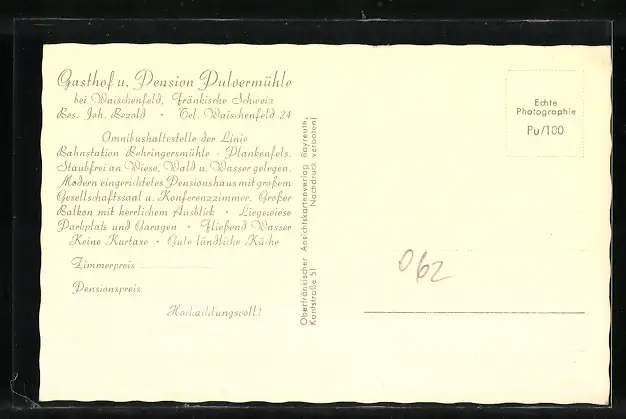 Gasthof u. Pension Pulvermühle
bei Waischenfeld, Fränkische Schweiz
Bes. Joh. Bezold · Tel. Waischenfeld 24
Omnibushaltestelle der Linie
Bahnstation Behringersmühle - Plankenfels.
Staubfrei an Wiese, Wald u. Wasser gelegen.
Modern eingerichtetes Pensionshaus mit großem
Gesellschaftssaal u. Konferenzzimmer. Großer
Balkon mit herrlichem Ausblick · Liegewiese
Parkplatz und Garagen · Fließend Wasser
Keine Kurtaxe · Gute ländliche Küche
Zimmerpreis
Pensionspreis
Hochachtungsvoll!
Oberfränkischer Ansichtskartenverlag Bayreuth,
Kantstraße 51 Nachdruck verboten!
Echte
Photographie
Pu/100
062